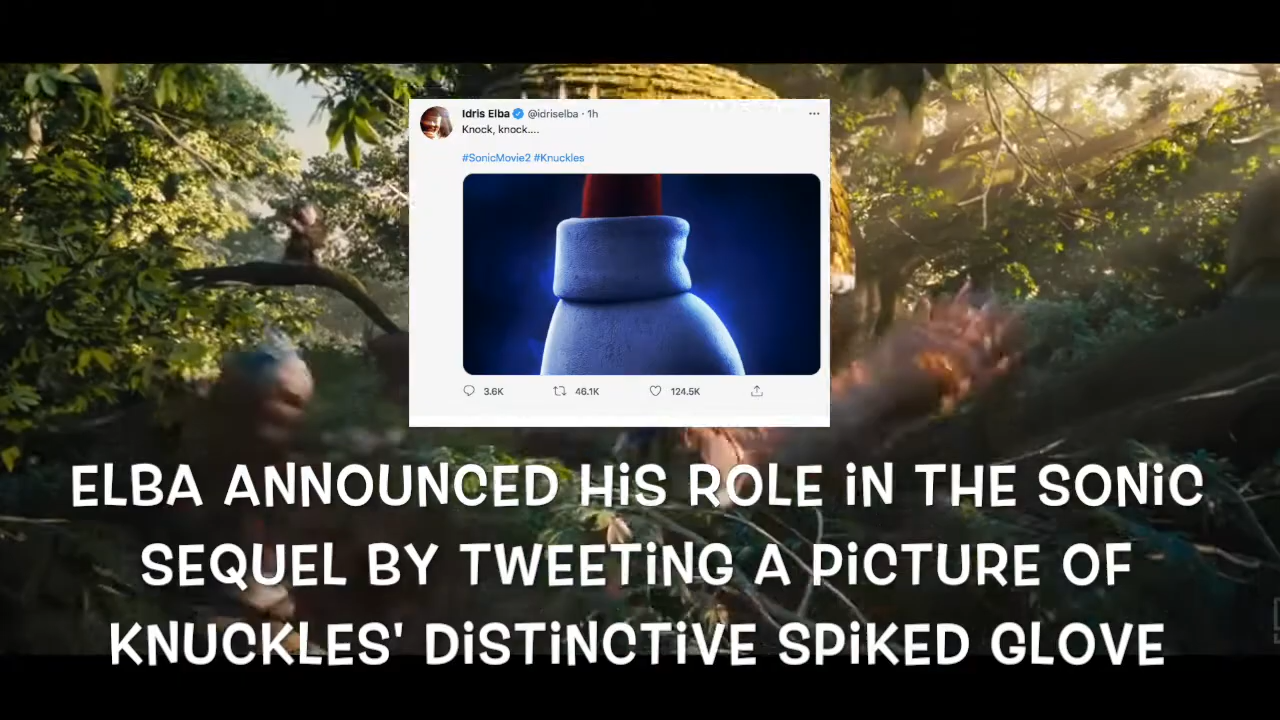 Idris Elba @idriselba · 1h
Knock, knock....
#SonicMovie2 #Knuckles
3.6K 46.1K 124.5K
ELBA ANNOUNCED HiS ROLE iN THE SONiC
SEQUEL BY TWEETiNG A PiCTURE OF
KNUCKLES' DiSTiNCTiVE SPiKED GLOVE